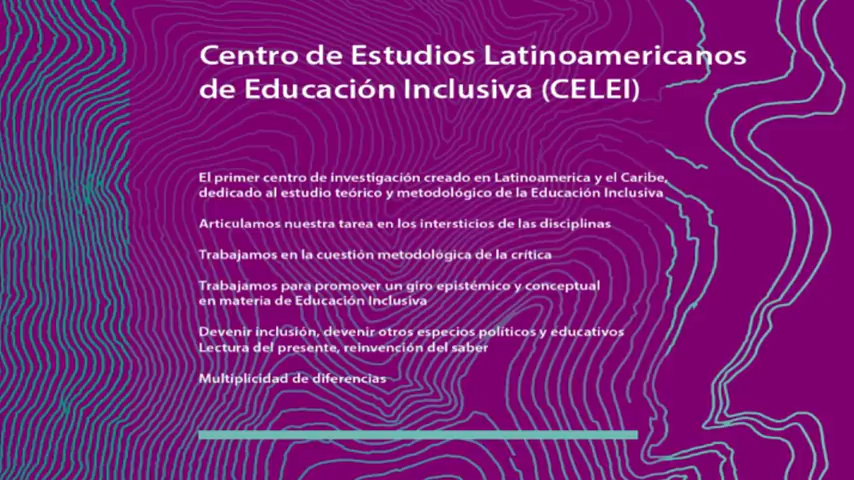 Centro de Estudios Latinoamericanos
de Educación Inclusiva (CELEI)
El primer centro de investigación creado en Latinoamerica y el Caribe,
dedicado al estudio teórico y metodológico de la Educación Inclusiva
Articulamos nuestra tarea en los intersticios de las disciplinas
Trabajamos en la cuestión metodológica de la crítica
Trabajamos para promover un giro epistémico y conceptual
en materia de Educación Inclusiva
Devenir inclusión, devenir otros especios políticos y educativos
Lectura del presente, reinvención del saber
Multiplicidad de diferencias